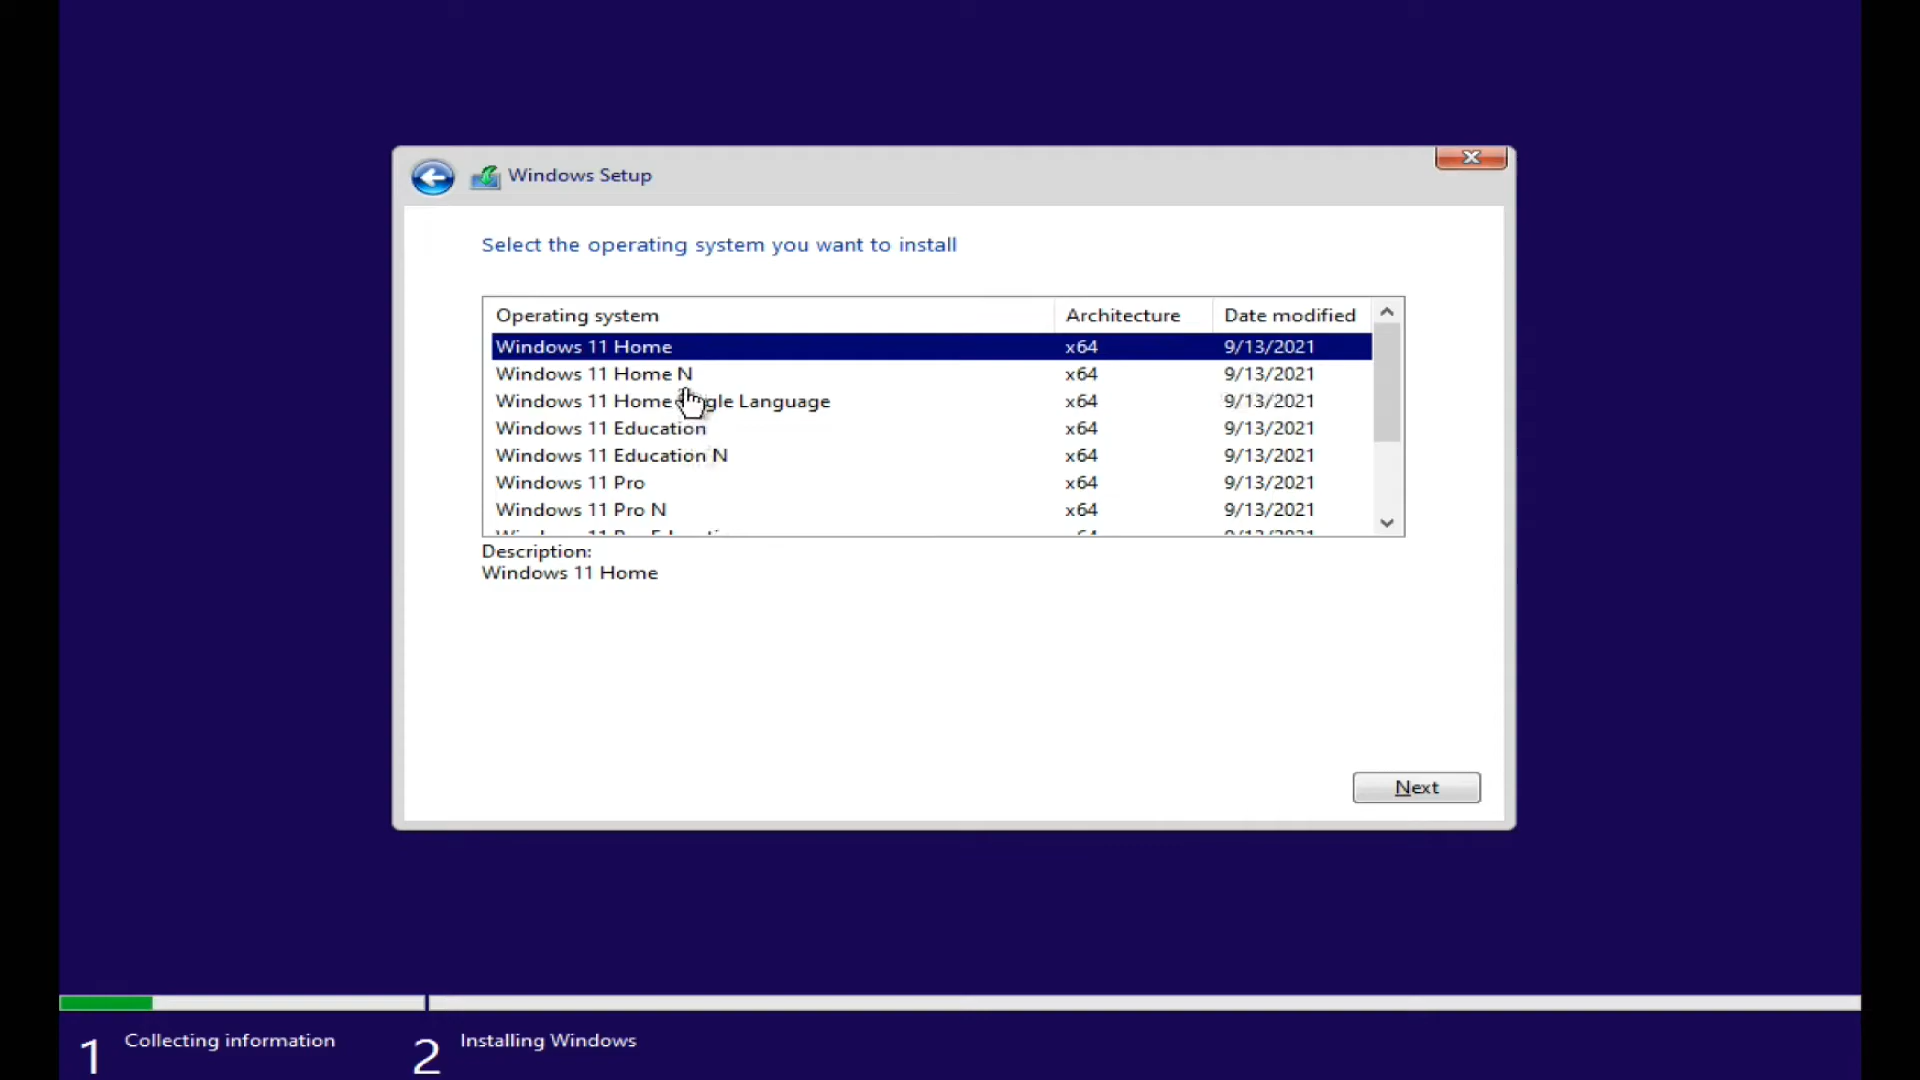 Windows Setup
Select the operating system you want to install
Operating system Architecture Date modified
Windows 11 Home x64 9/13/2021
Windows 11 Home N x64 9/13/2021
Windows 11 Home gle Language x64 9/13/2021
Windows 11 Education x64 9/13/2021
Windows 11 Education N x64 9/13/2021
Windows 11 Pro x64 9/13/2021
Windows 11 Pro N x64 9/13/2021
Description:
Windows 11 Home
Next
1 Collecting information 2 Installing Windows